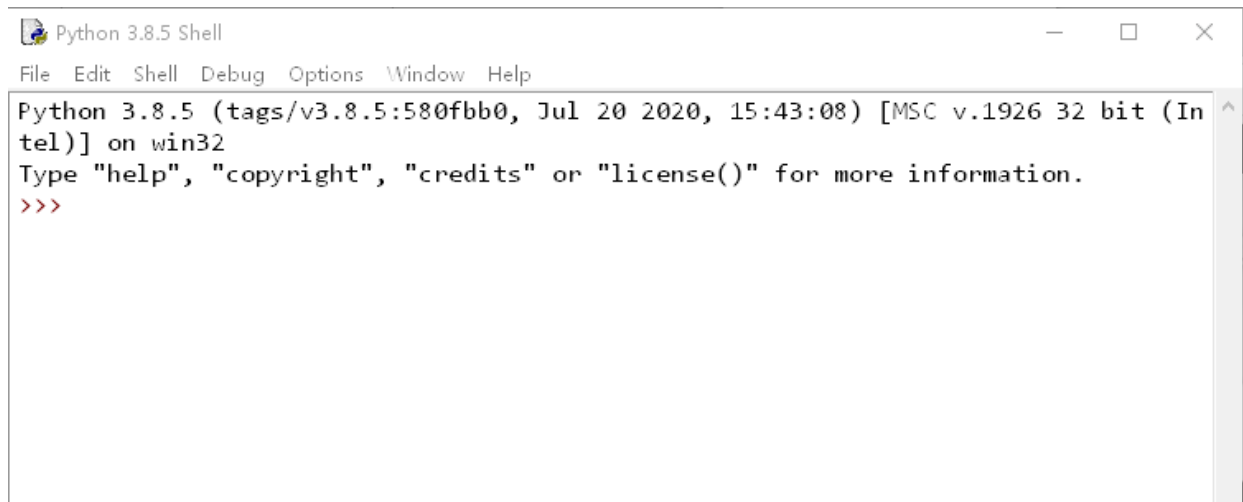 Python 3.8.5 Shell
File Edit Shell Debug Options Window Help
Python 3.8.5 (tags/v3.8.5:580fbb0, Jul 20 2020, 15:43:08) [MSC v.1926 32 bit (In
tel)] on win32
Type "help", "copyright", "credits" or "license()" for more information.
>>>